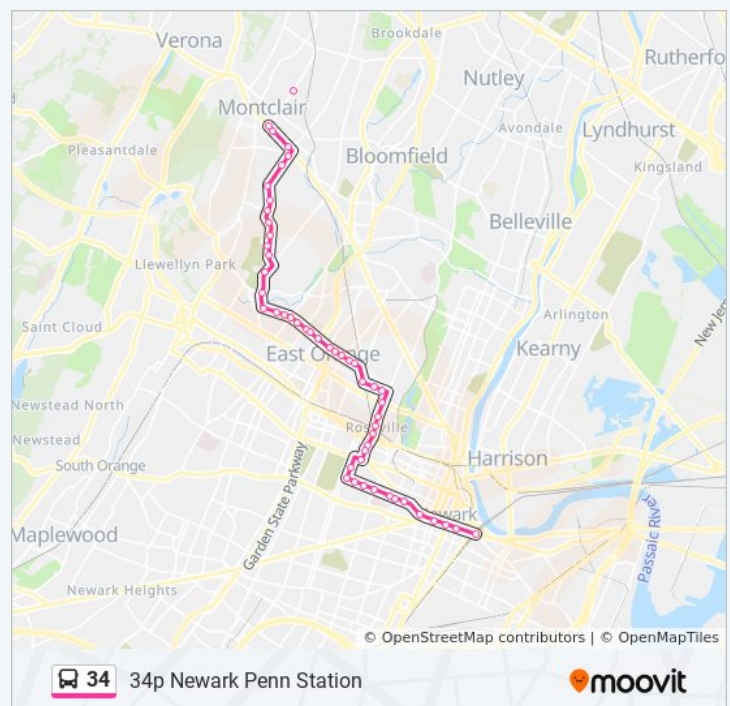 Verona
Brookdale
Rutherfo
Nutley
Montclair
Avondale
Lyndhurst
Pleasantdale
Bloomfield
Kingsland
Belleville
Llewellyn Park
Arlington
New Jer
Saint Cloud
East Orange
Kearny
Newstead North
Newstead
Roseville
South Orange
Harrison
Garden State Parkway
Newark
Maplewood
Passaic River
Newark Heights
© OpenStreetMap contributors | © OpenMapTiles
34 34p Newark Penn Station
moovit